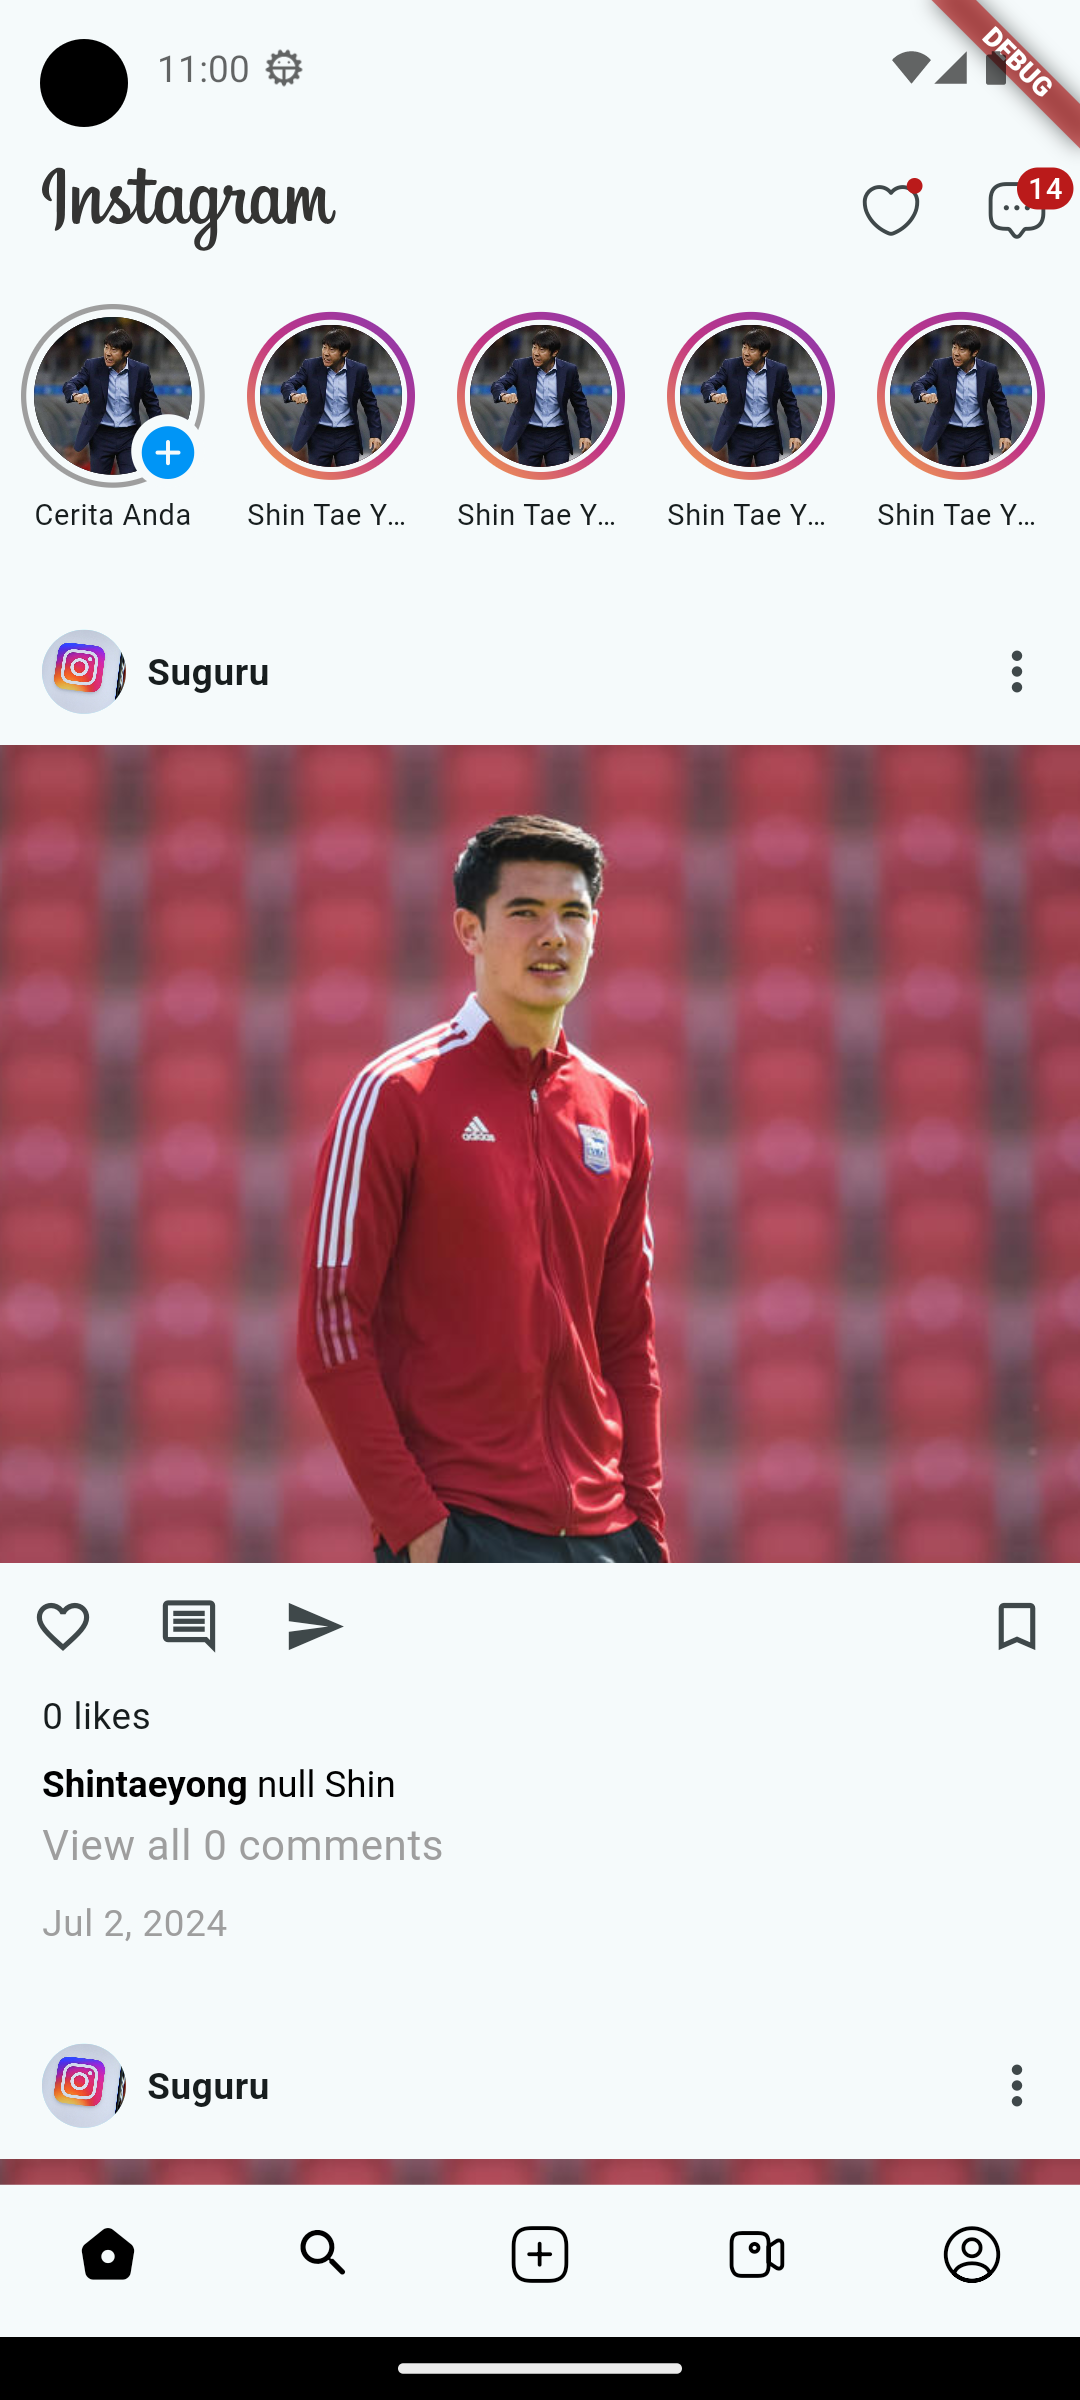 11:00
DEBUG
Instagram
14
Cerita Anda
Shin Tae Y...
Shin Tae Y...
Shin Tae Y...
Shin Tae Y...
Suguru
adidas
0 likes
Shintaeyong null Shin
View all 0 comments
Jul 2, 2024
Suguru